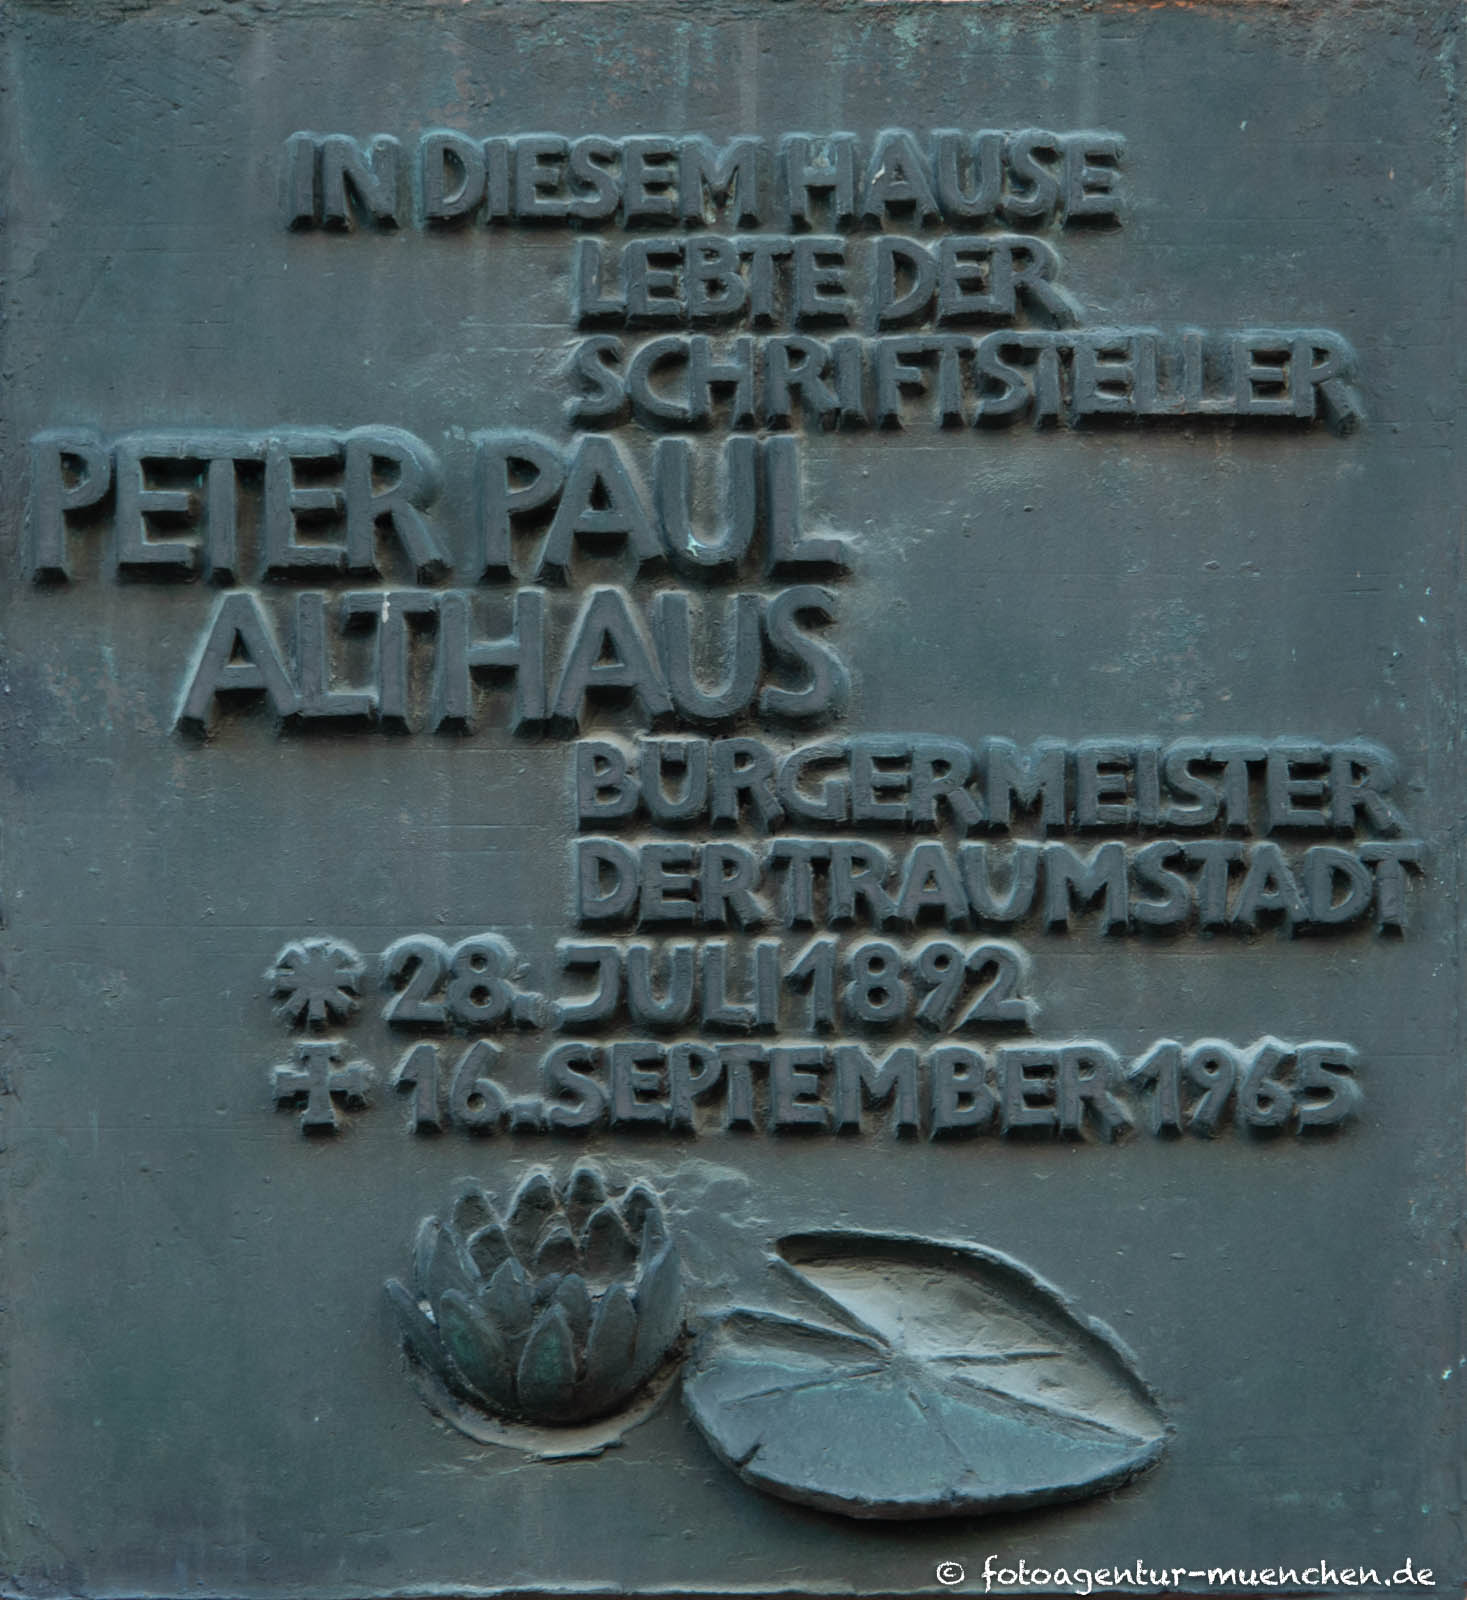 IN DIESEM HAUSE
LEBTE DER
SCHRIFTSTELLER
PETER PAUL
ALTHAUS
BÜRGERMEISTER
DER TRAUMSTADT
* 28. JULI 1892
✝ 16. SEPTEMBER 1965
© fotoagentur-muenchen.de